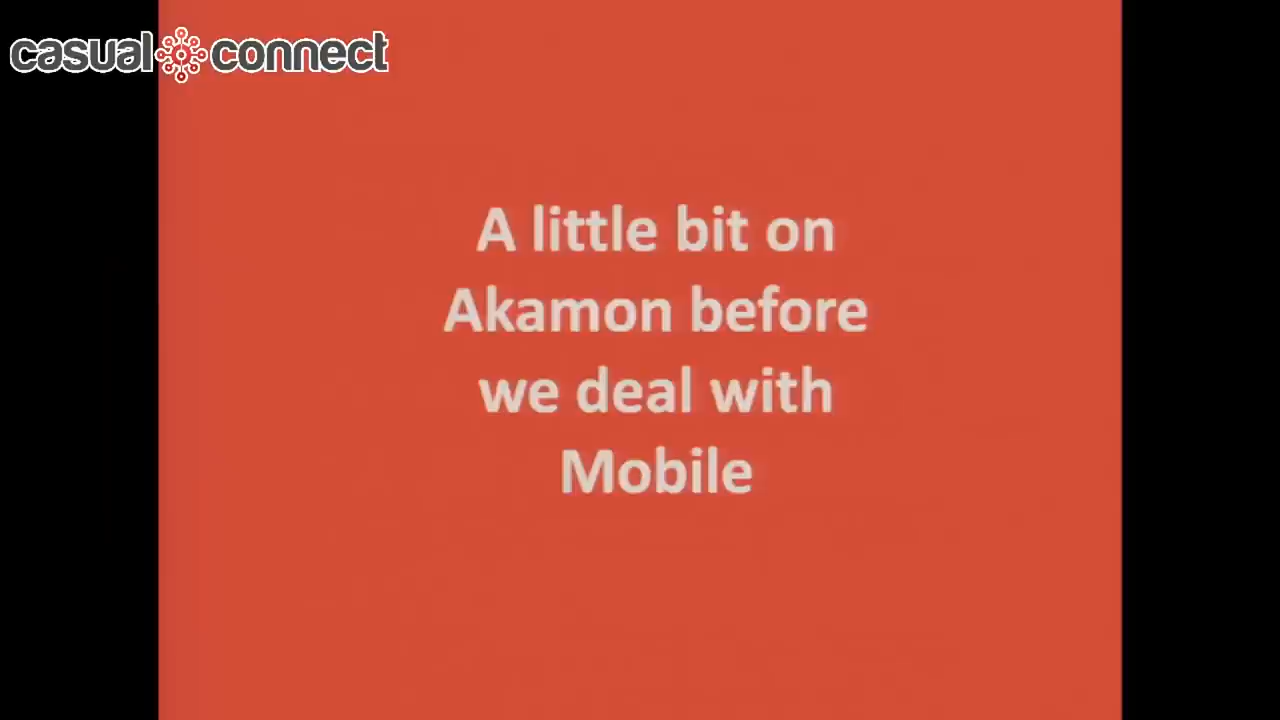 casual connect
A little bit on
Akamon before
we deal with
Mobile